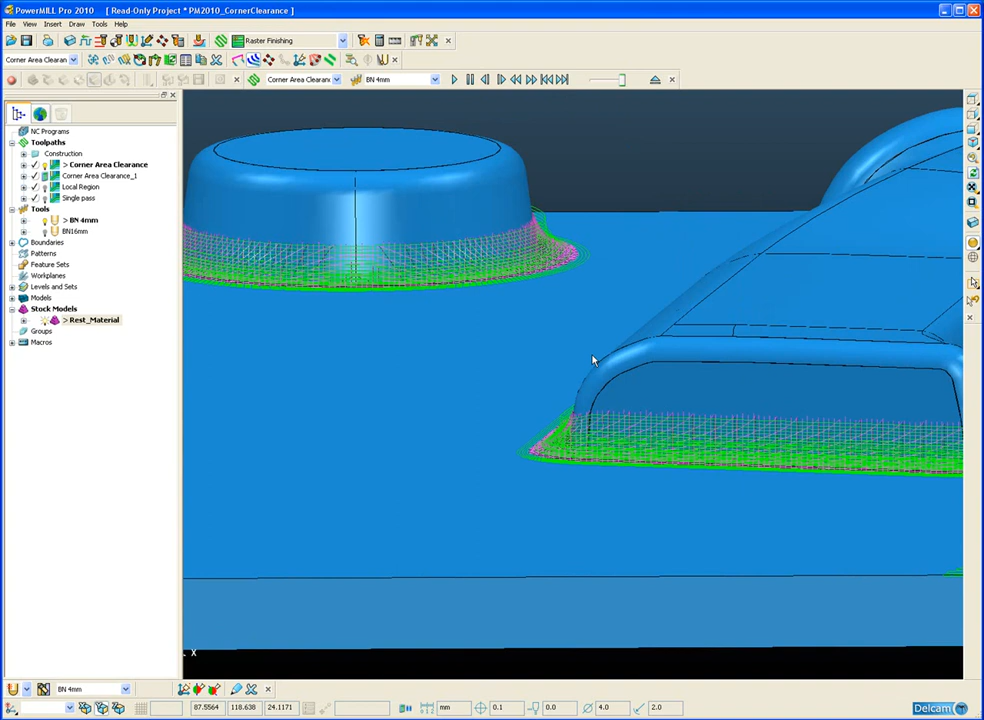 PowerMILL Pro 2010 [ Read-Only Project * PM2010_CornerClearance ]
File View Insert Draw Tools Help
Raster Finishing
Corner Area Clearance
Corner Area Clearan BN 4mm
NC Programs
Toolpaths
Construction
> Corner Area Clearance
Corner Area Clearance_1
Local Region
Single pass
Tools
> BN 4mm
BN16mm
Boundaries
Patterns
Feature Sets
Workplanes
Levels and Sets
Models
Stock Models
> Rest_Material
Groups
Macros
X
BN 4mm
87.5564 118.638 24.1171 mm 0.1 0.0 4.0 2.0 Delcam